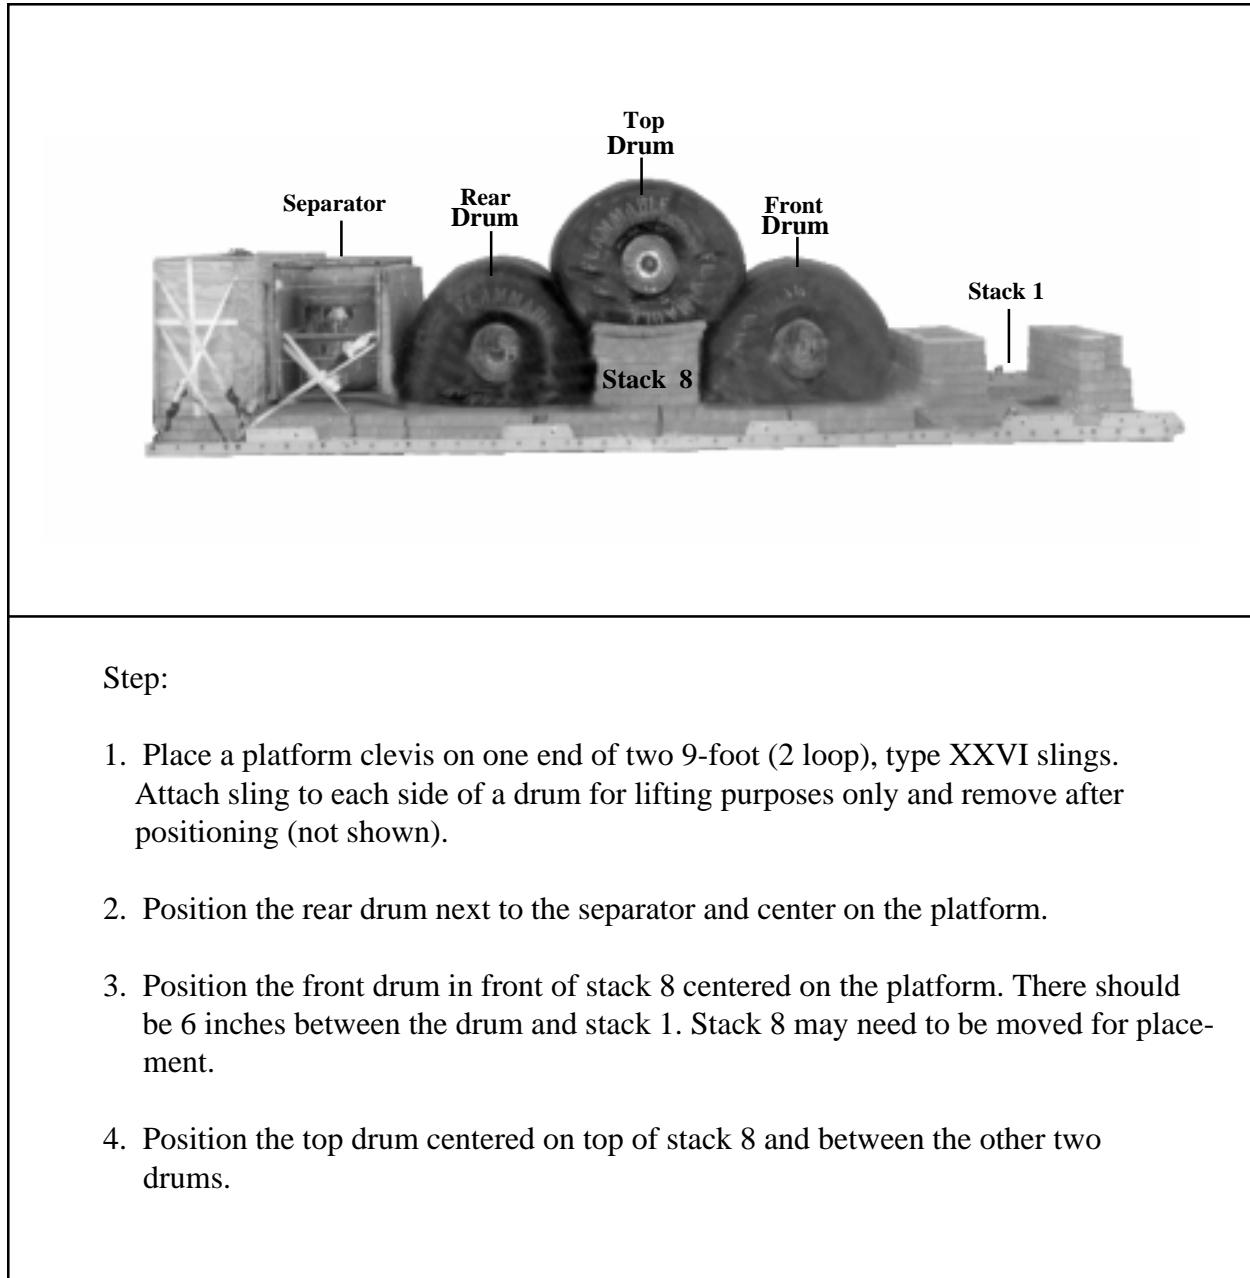 Top
Drum
Separator
Rear
Drum
Front
Drum
Stack 1
FLAMMABLE
FLAMMABLE
Stack 8
Step:
1. Place a platform clevis on one end of two 9-foot (2 loop), type XXVI slings.
Attach sling to each side of a drum for lifting purposes only and remove after
positioning (not shown).
2. Position the rear drum next to the separator and center on the platform.
3. Position the front drum in front of stack 8 centered on the platform. There should
be 6 inches between the drum and stack 1. Stack 8 may need to be moved for place-
ment.
4. Position the top drum centered on top of stack 8 and between the other two
drums.